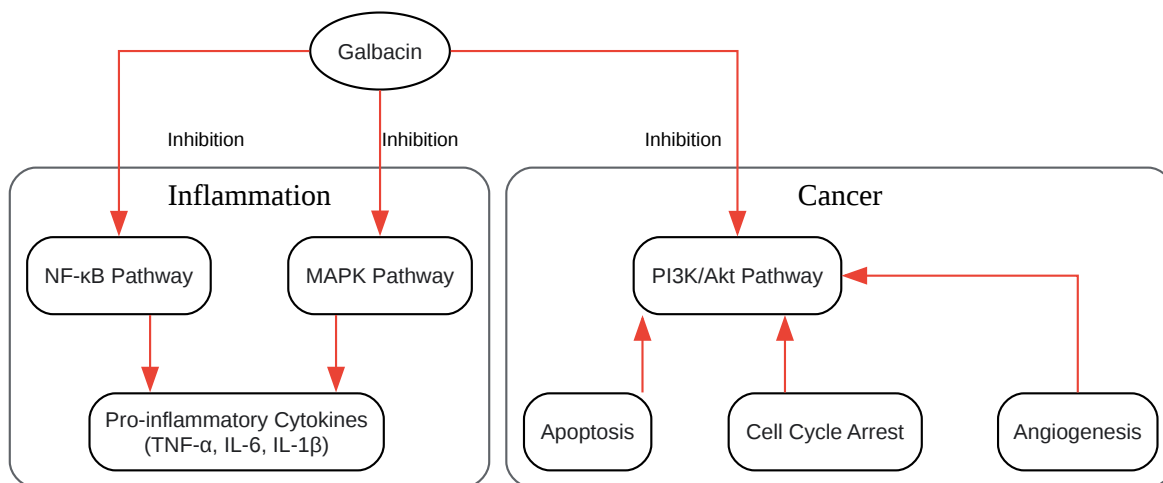 Galbacin
Inhibition
Inhibition
Inhibition
Inflammation
Cancer
NF-κB Pathway
MAPK Pathway
PI3K/Akt Pathway
Pro-inflammatory Cytokines
(TNF-α, IL-6, IL-1β)
Apoptosis
Cell Cycle Arrest
Angiogenesis